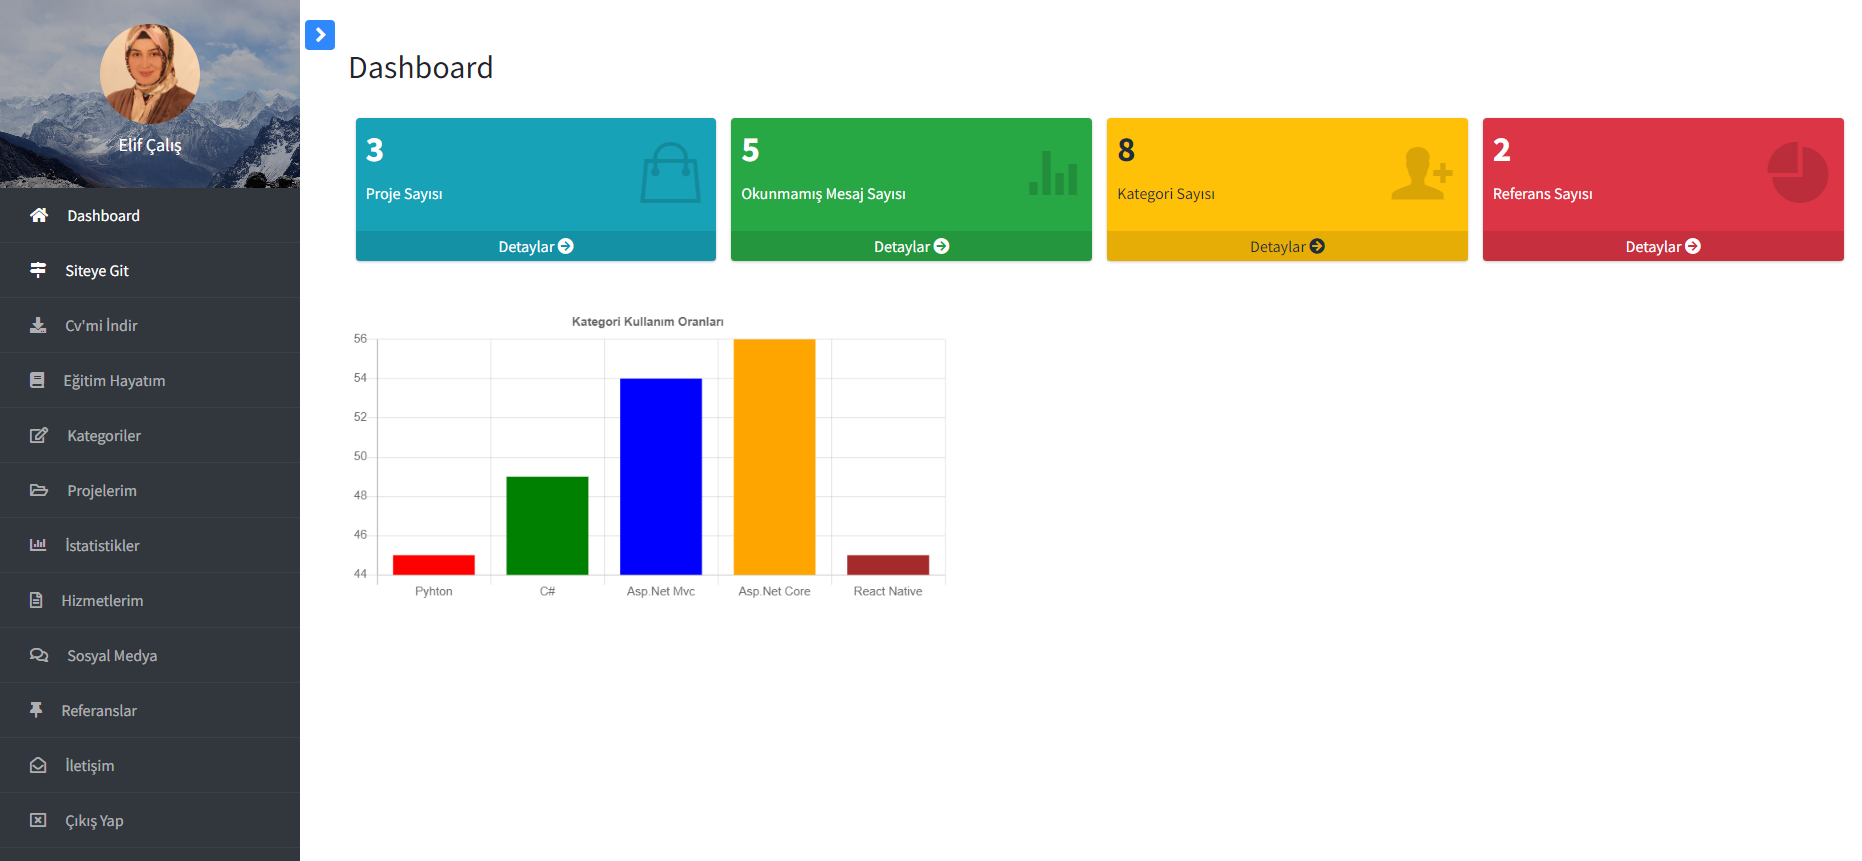 Elif Çalış
Dashboard
Siteye Git
Cv'mi İndir
Eğitim Hayatım
Kategoriler
Projelerim
İstatistikler
Hizmetlerim
Sosyal Medya
Referanslar
İletişim
Çıkış Yap
Dashboard
3
Proje Sayısı
Detaylar
5
Okunmamış Mesaj Sayısı
Detaylar
8
Kategori Sayısı
Detaylar
2
Referans Sayısı
Detaylar
Kategori Kullanım Oranları
56
54
52
50
48
46
44
Pyhton C# Asp.Net Mvc Asp.Net Core React Native